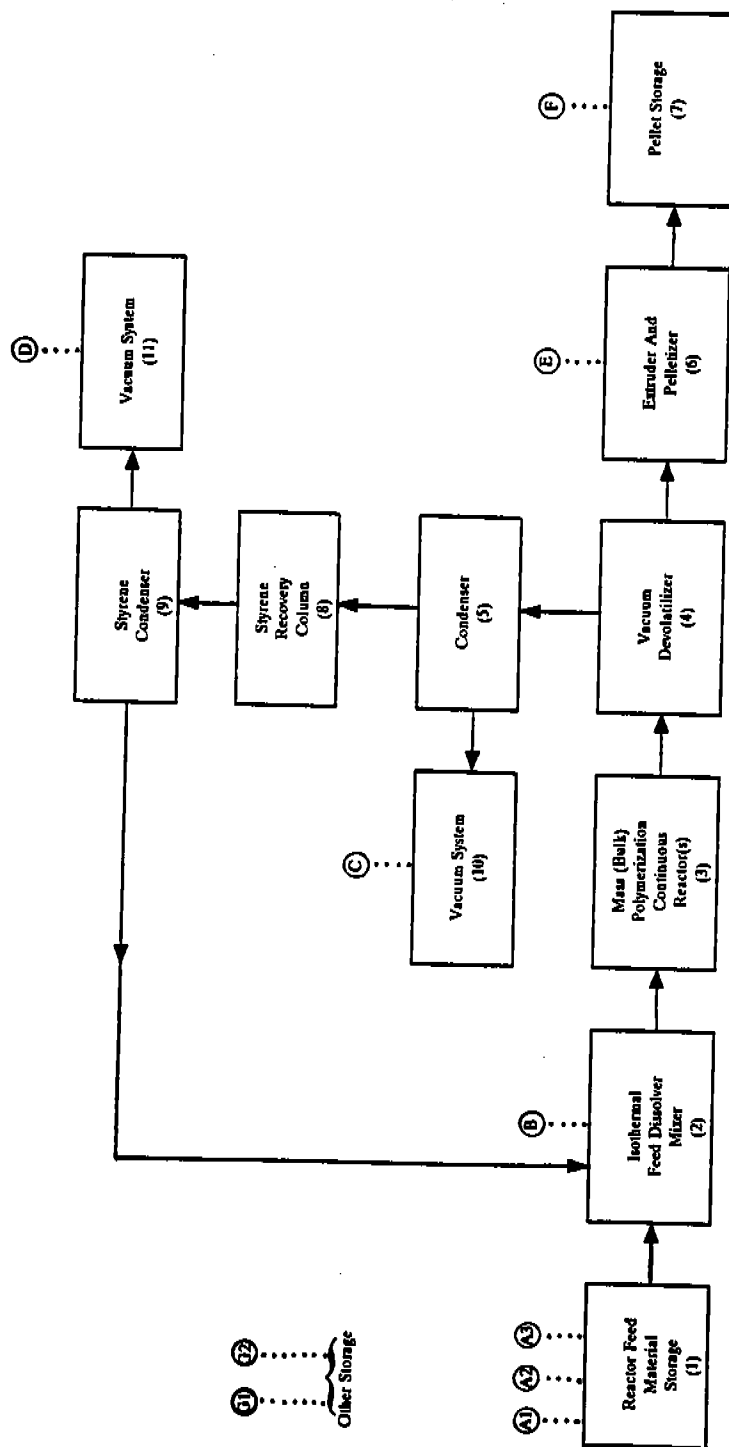 D
Vacuum System
(11)
Styrene
Condenser
(9)
Styrene
Recovery
Column
(8)
C
Vacuum System
(10)
Condenser
(5)
G1
G2
Other Storage
A1
A2
A3
Reactor Feed
Material
Storage
(1)
B
Isothermal
Feed Dissolver
Mixer
(2)
Mass (Bulk)
Polymerization
Continuous
Reactor(s)
(3)
Vacuum
Devolatilizer
(4)
E
Extruder And
Pelletizer
(6)
F
Pellet Storage
(7)